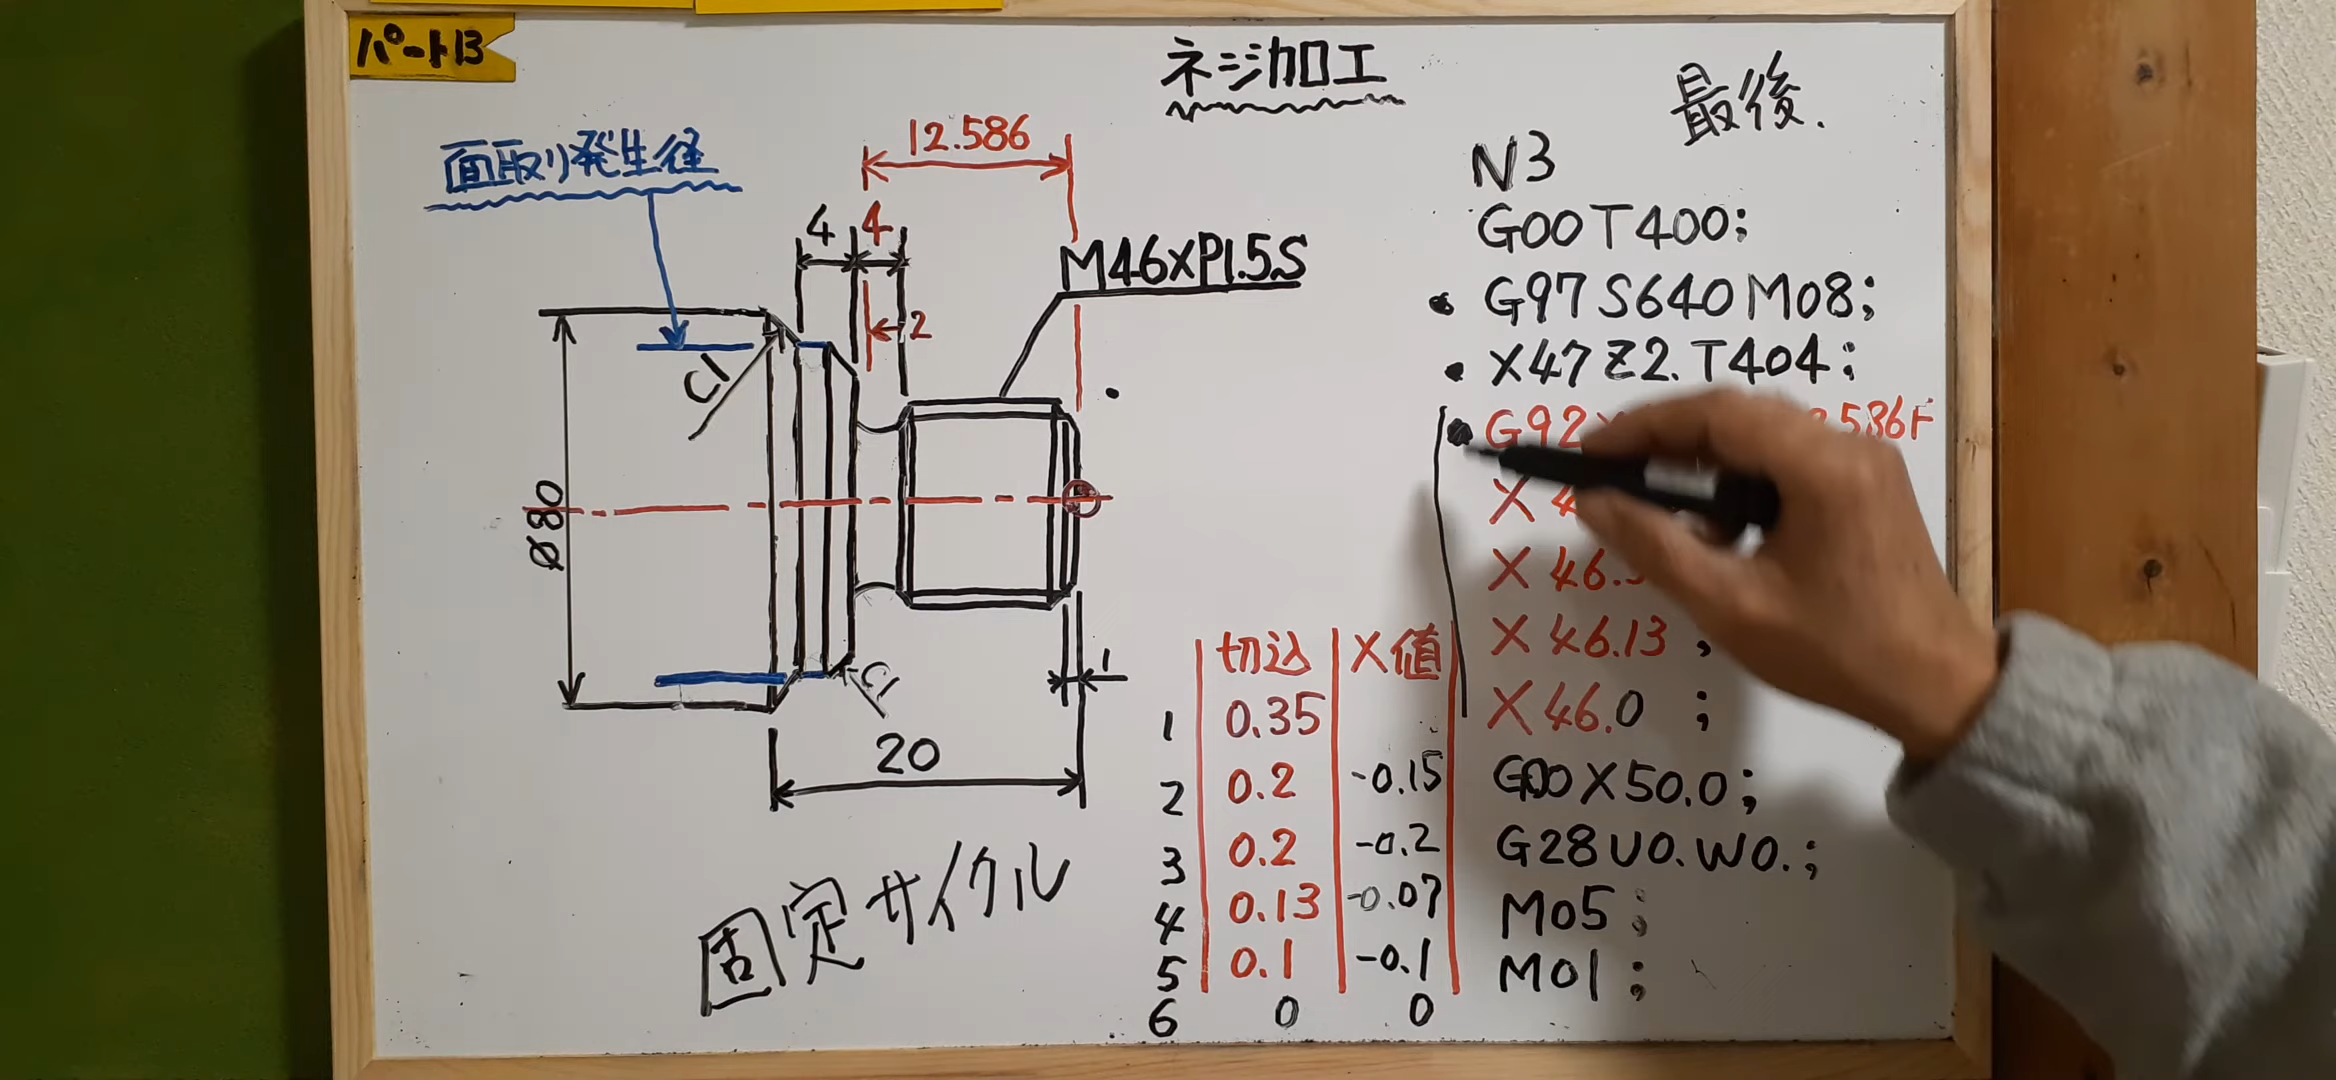 パート13
ネジ加工
最後.
面取り発生径
12.586
4
4
2
M46×P1.5S
C1
ø80
C1
1
20
固定サイクル
切込 X値
1 0.35
2 0.2 -0.15
3 0.2 -0.2
4 0.13 -0.07
5 0.1 -0.1
6 0 0
N3
G00T400;
G97S640M08;
X47Z2.T404;
G92 586F
X
X46.
X46.13;
X46.0;
G00X50.0;
G28U0.W0.;
M05;
M01;